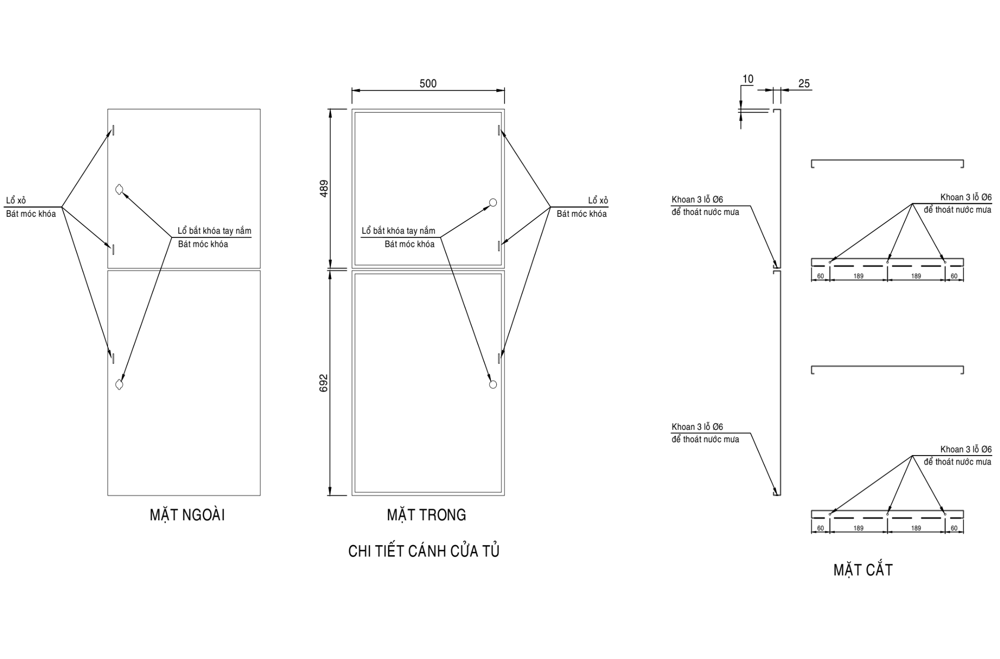 500
489
692
Lổ xỏ
Bát móc khóa
Lổ bắt khóa tay nắm
Bát móc khóa
Lổ bắt khóa tay nắm
Bát móc khóa
Lổ xỏ
Bát móc khóa
MẶT NGOÀI
MẶT TRONG
CHI TIẾT CÁNH CỬA TỦ
10
25
Khoan 3 lỗ Ø6
để thoát nước mưa
Khoan 3 lỗ Ø6
để thoát nước mưa
60 189 189 60
Khoan 3 lỗ Ø6
để thoát nước mưa
Khoan 3 lỗ Ø6
để thoát nước mưa
60 189 189 60
MẶT CẮT